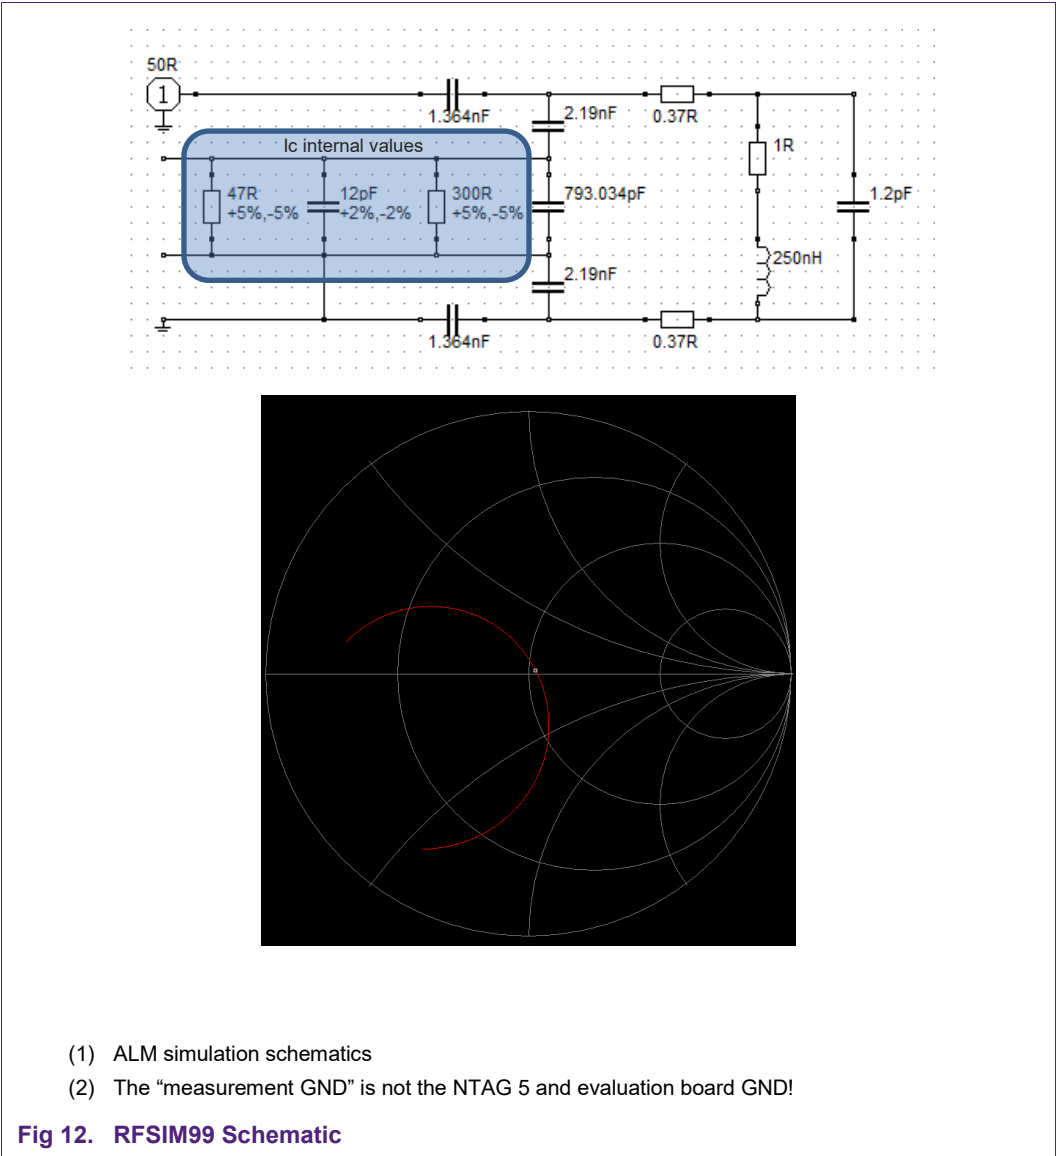 50R
1
1.364nF
2.19nF
0.37R
Ic internal values
1R
47R
+5%,-5%
12pF
+2%,-2%
300R
+5%,-5%
793.034pF
1.2pF
250nH
2.19nF
1.364nF
0.37R
(1) ALM simulation schematics
(2) The “measurement GND” is not the NTAG 5 and evaluation board GND!
Fig 12. RFSIM99 Schematic